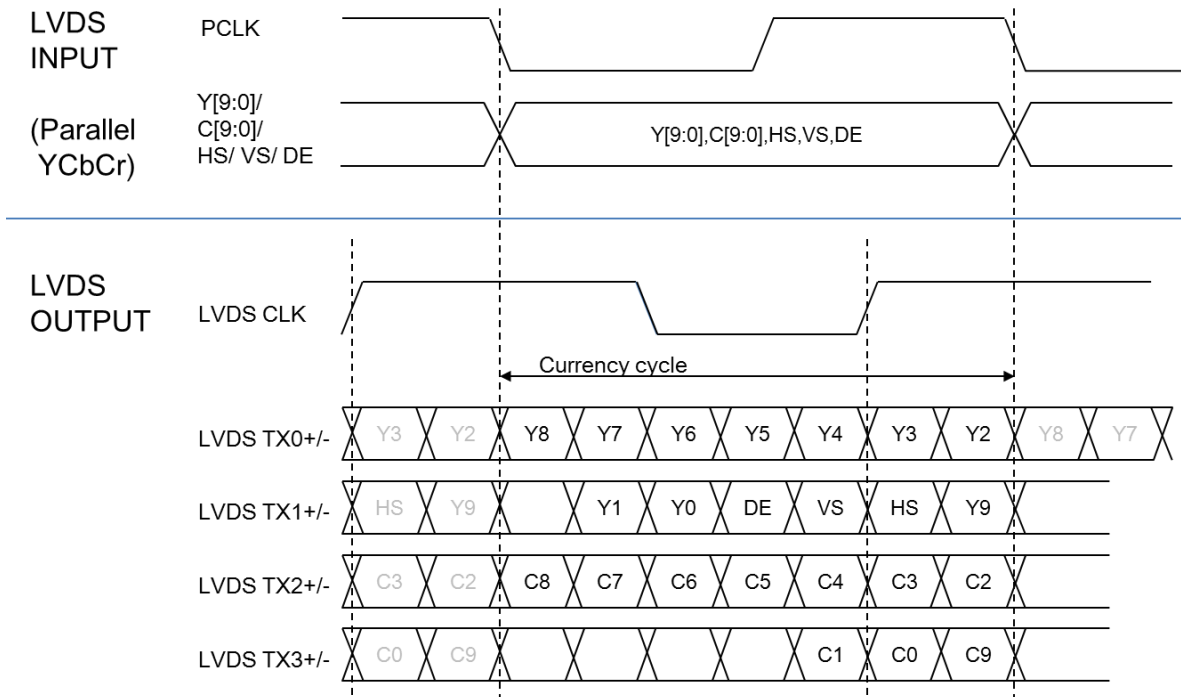 LVDS
INPUT
PCLK
(Parallel
YCbCr)
Y[9:0]/
C[9:0]/
HS/ VS/ DE
Y[9:0],C[9:0],HS,VS,DE
LVDS
OUTPUT
LVDS CLK
Currency cycle
LVDS TX0+/- Y3 Y2 Y8 Y7 Y6 Y5 Y4 Y3 Y2 Y8 Y7
LVDS TX1+/- HS Y9 Y1 Y0 DE VS HS Y9
LVDS TX2+/- C3 C2 C8 C7 C6 C5 C4 C3 C2
LVDS TX3+/- C0 C9 C1 C0 C9